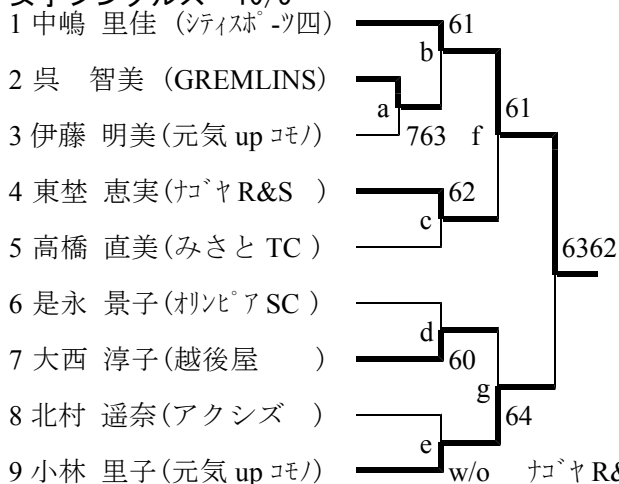 1 中嶋 里佳 (シティスポーツ四) 61
b
2 呉 智美 (GREMLINS)
a 61
3 伊藤 明美(元気 up コモノ) 763 f
4 東埜 恵実(ナゴヤ R&S ) 62
c
5 高橋 直美(みさと TC ) 6362
6 是永 景子(オリンピア SC )
d
7 大西 淳子(越後屋 ) 60
g
8 北村 遥奈(アクシズ ) 64
e
9 小林 里子(元気 up コモノ) w/o ナゴヤ R&